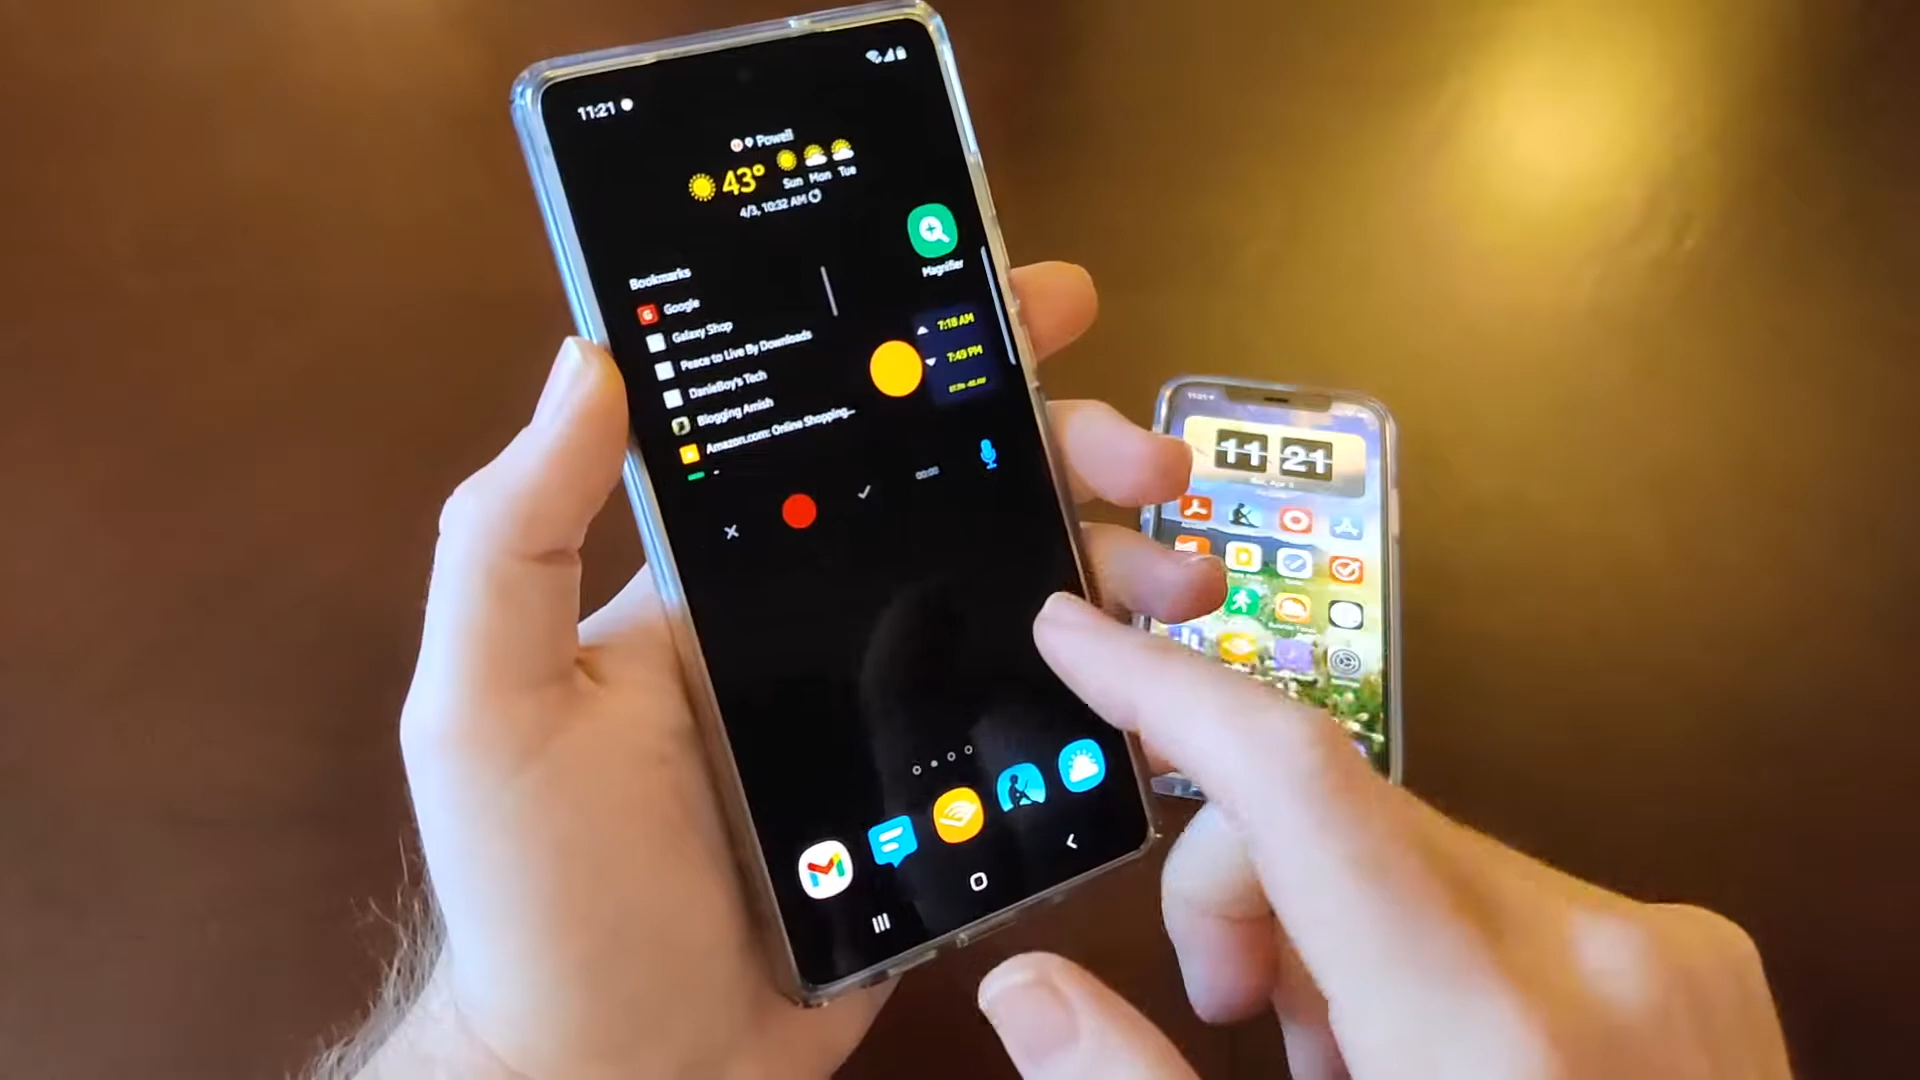 11:21
Powell
43°
Sun Mon Tue
4/3, 10:32 AM
Magnifier
Bookmarks
G Google
Galaxy Shop
Peace to Live By Downloads
DanieBoy's Tech
Blogging Amish
Amazon.com: Online Shopping...
7:18 AM
7:49 PM
00:00
11 21